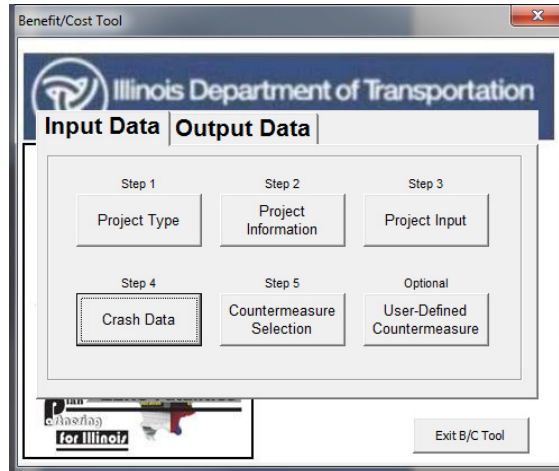 Benefit/Cost Tool
Illinois Department of Transportation
Input Data
Output Data
Step 1
Step 2
Step 3
Project Type
Project
Information
Project Input
Step 4
Step 5
Optional
Crash Data
Countermeasure
Selection
User-Defined
Countermeasure
for Illinois
Exit B/C Tool